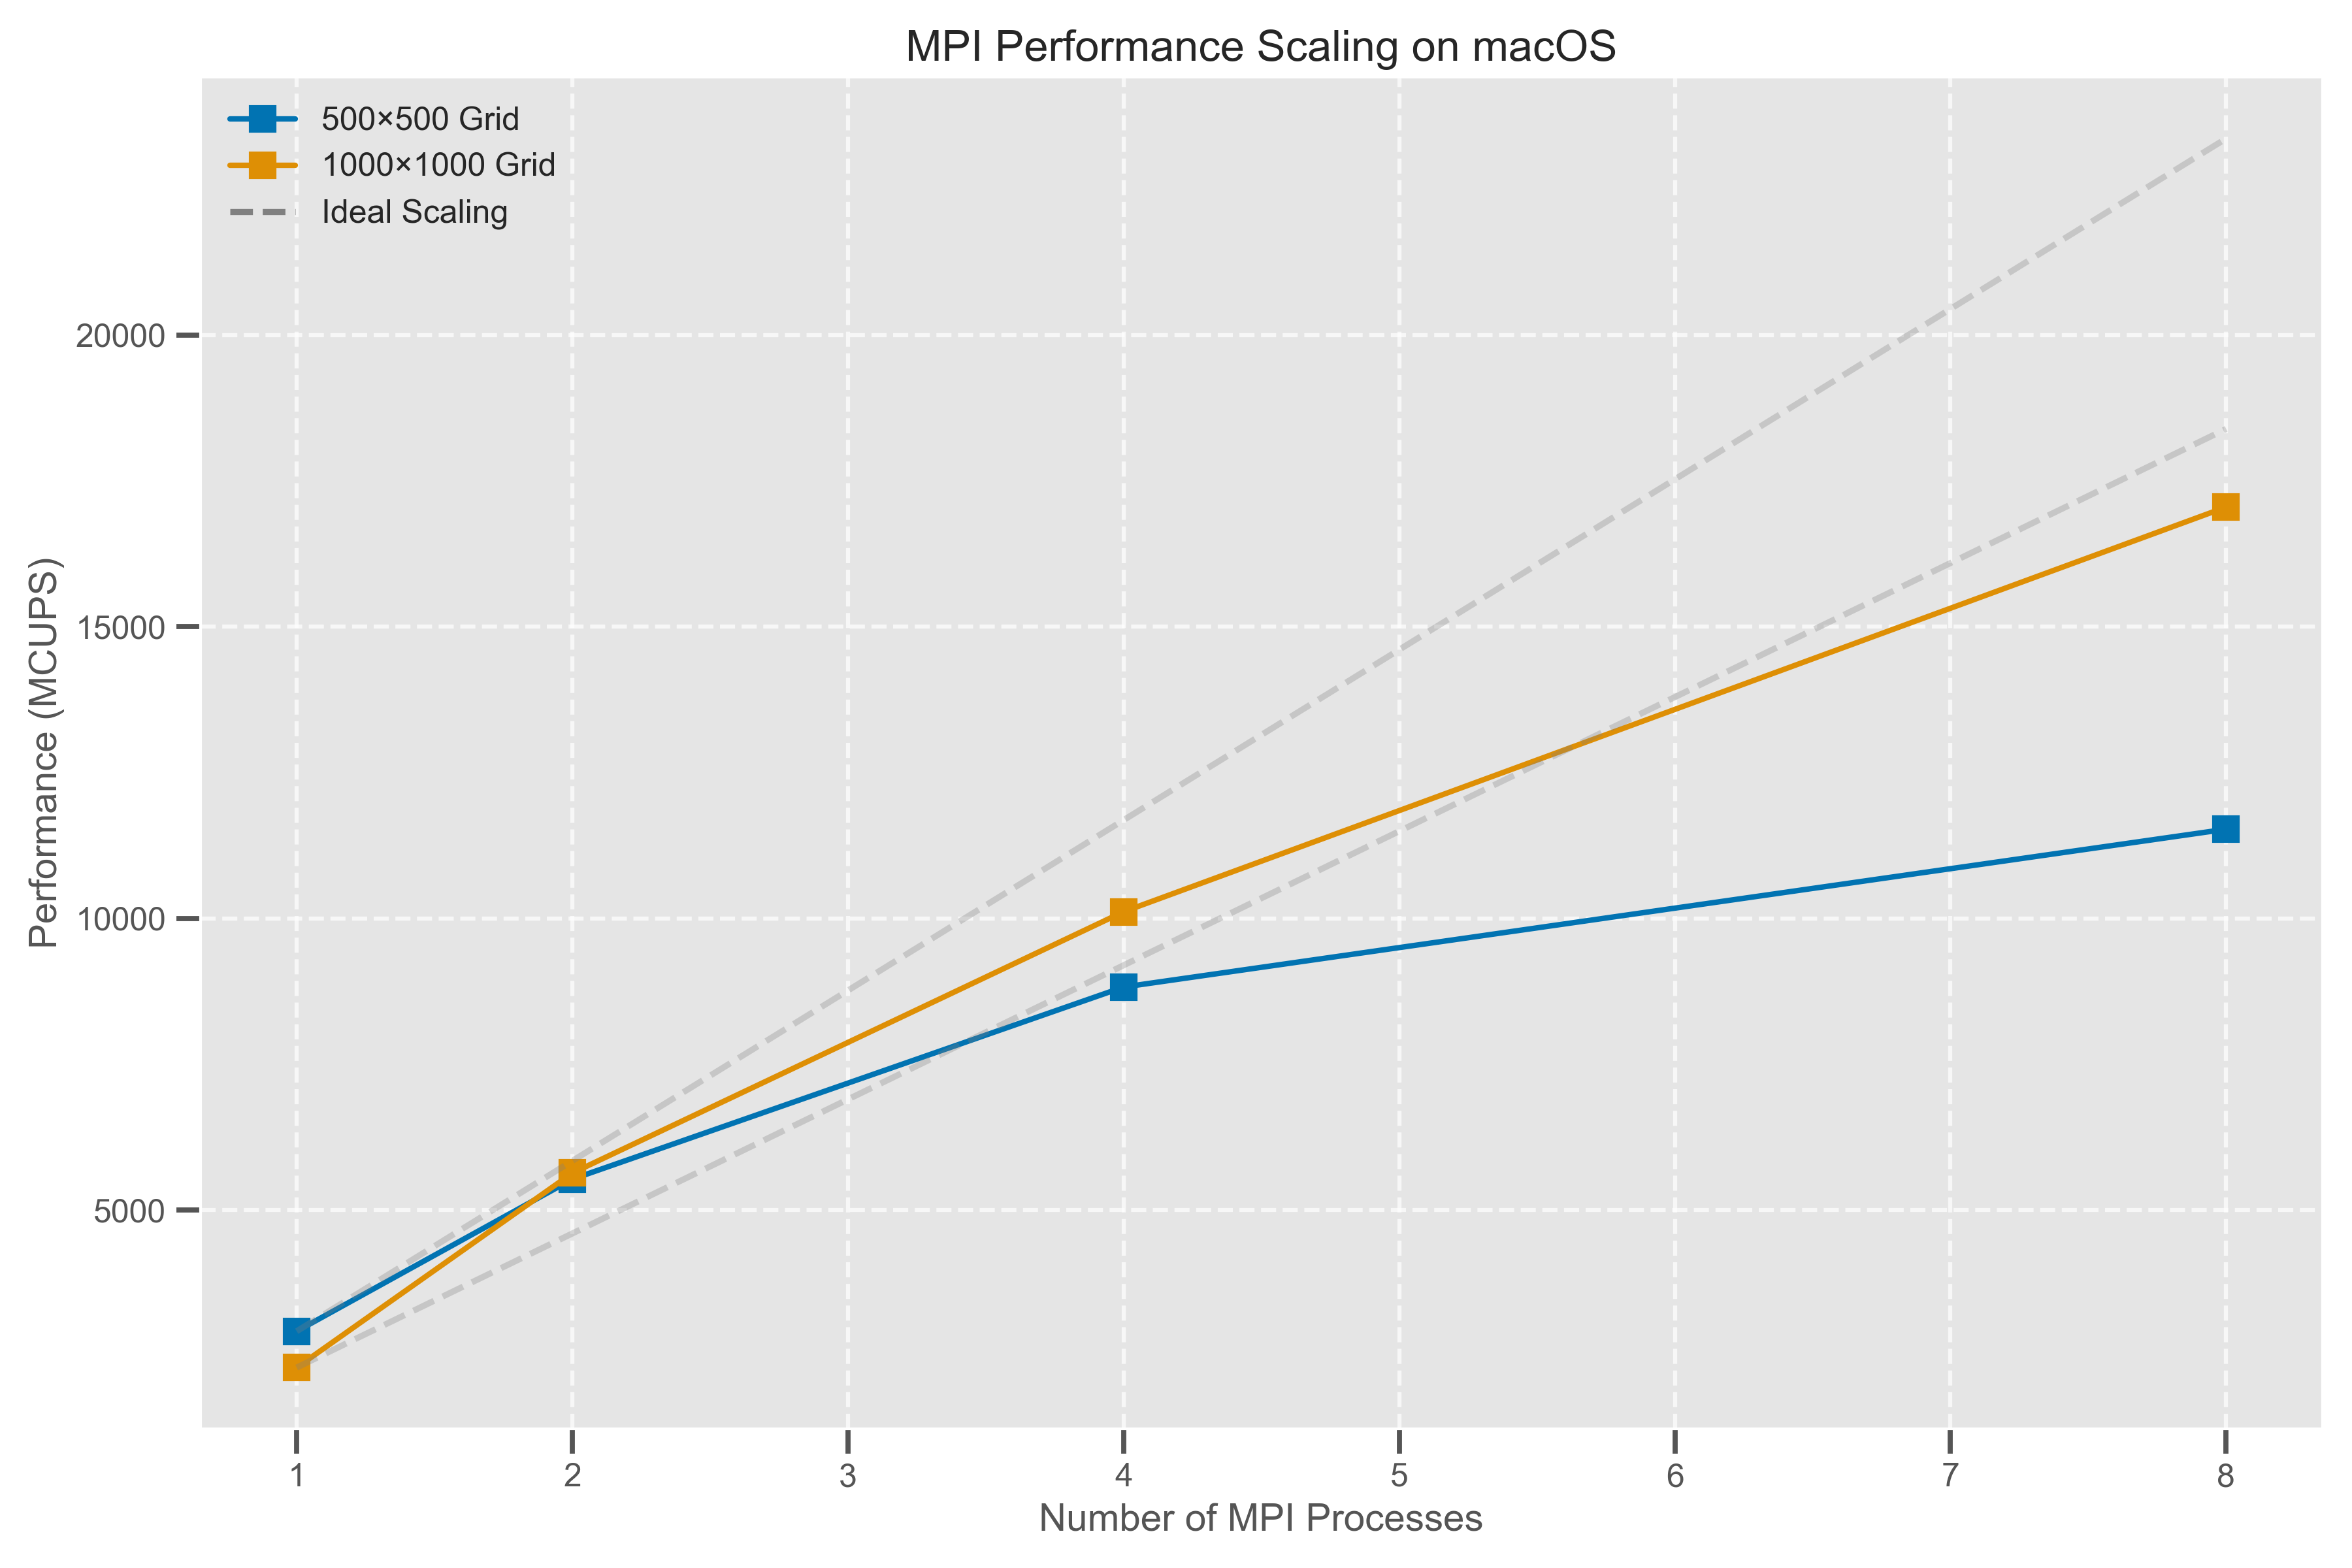 MPI Performance Scaling on macOS
500×500 Grid
1000×1000 Grid
Ideal Scaling
20000
15000
10000
5000
Performance (MCUPS)
1 2 3 4 5 6 7 8
Number of MPI Processes